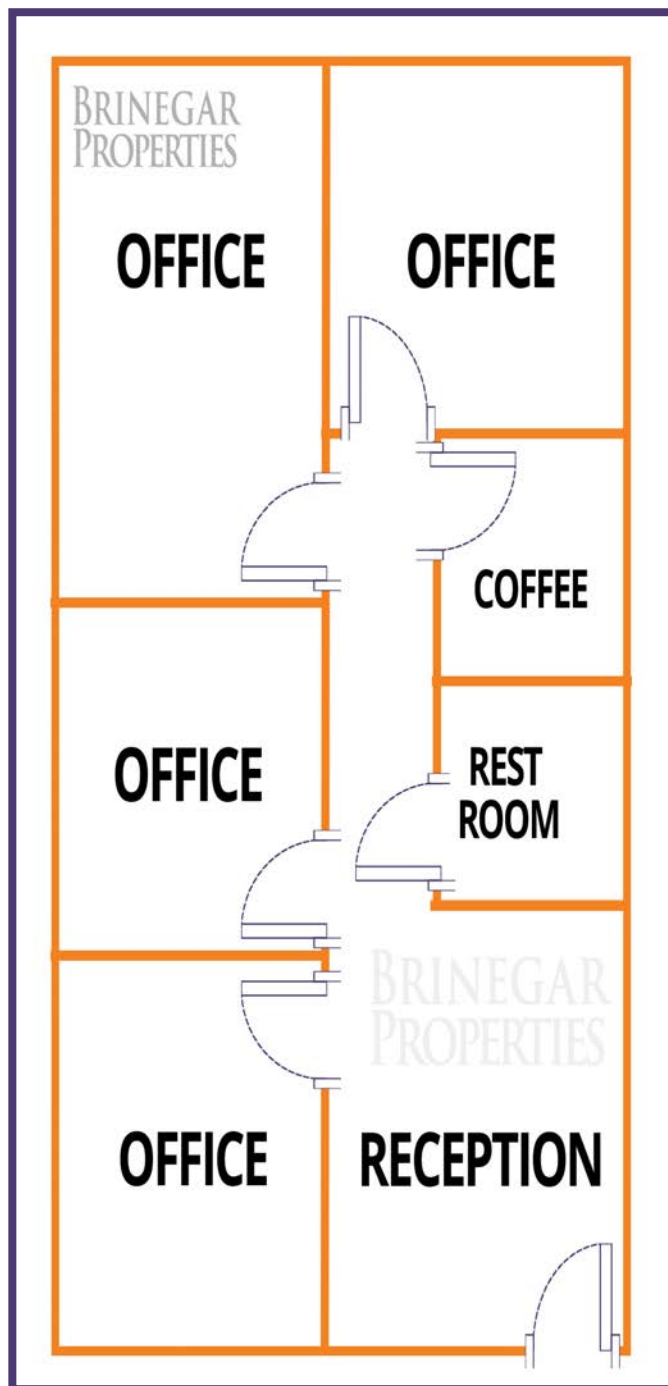 BRINEGAR
PROPERTIES
OFFICE
OFFICE
COFFEE
OFFICE
REST
ROOM
BRINEGAR
PROPERTIES
OFFICE
RECEPTION